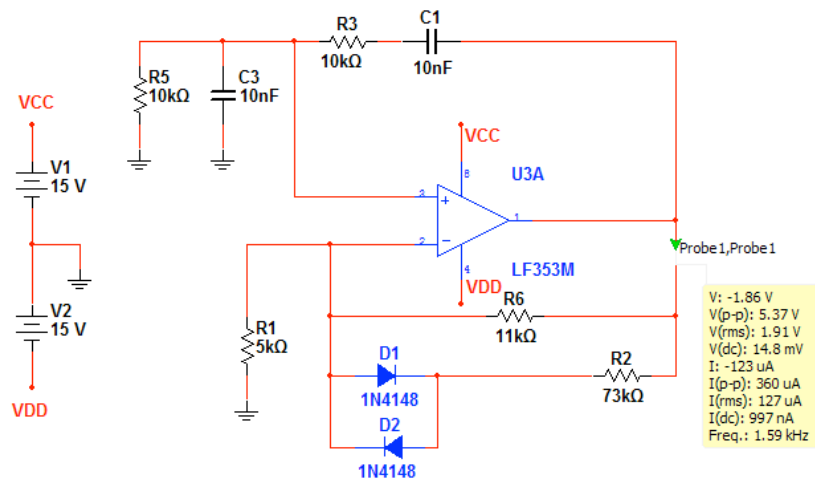 R3
10kΩ
C1
10nF
R5
10kΩ
C3
10nF
VCC
V1
15 V
V2
15 V
VDD
VCC
8
U3A
3
+
1
2
−
4
LF353M
VDD
Probe1,Probe1
R1
5kΩ
R6
11kΩ
D1
1N4148
R2
73kΩ
D2
1N4148
V: -1.86 V
V(p-p): 5.37 V
V(rms): 1.91 V
V(dc): 14.8 mV
I: -123 uA
I(p-p): 360 uA
I(rms): 127 uA
I(dc): 997 nA
Freq.: 1.59 kHz